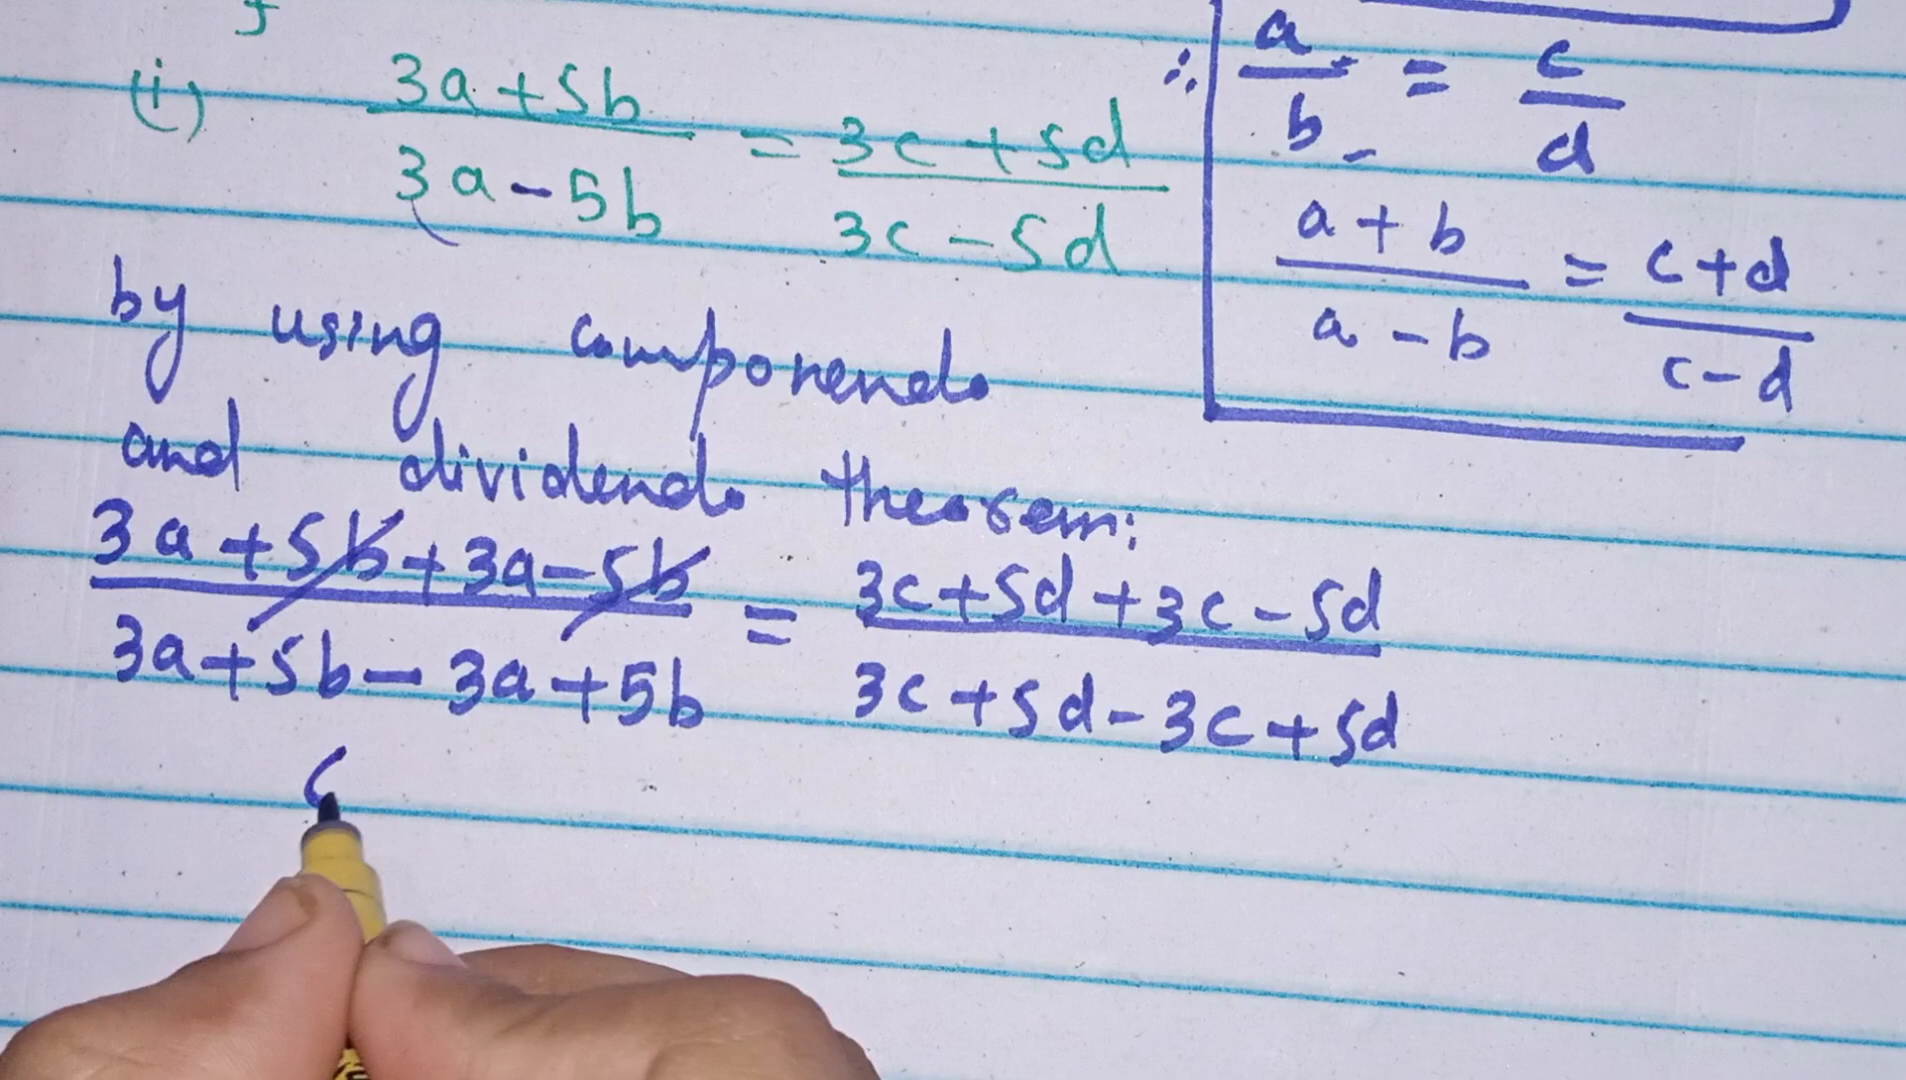 (i) 3a+5b / 3a-5b = 3c+5d / 3c-5d
∴ a/b = c/d
a+b / a-b = c+d / c-d
by using componendo
and dividendo theorem:
3a+5b+3a-5b / 3a+5b-3a+5b = 3c+5d+3c-5d / 3c+5d-3c+5d